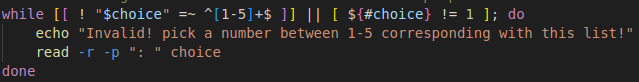 while [[ ! "$choice" =~ ^[1-5]+$ ]] || [ ${#choice} != 1 ]; do
    echo "Invalid! pick a number between 1-5 corresponding with this list!"
    read -r -p ": " choice
done